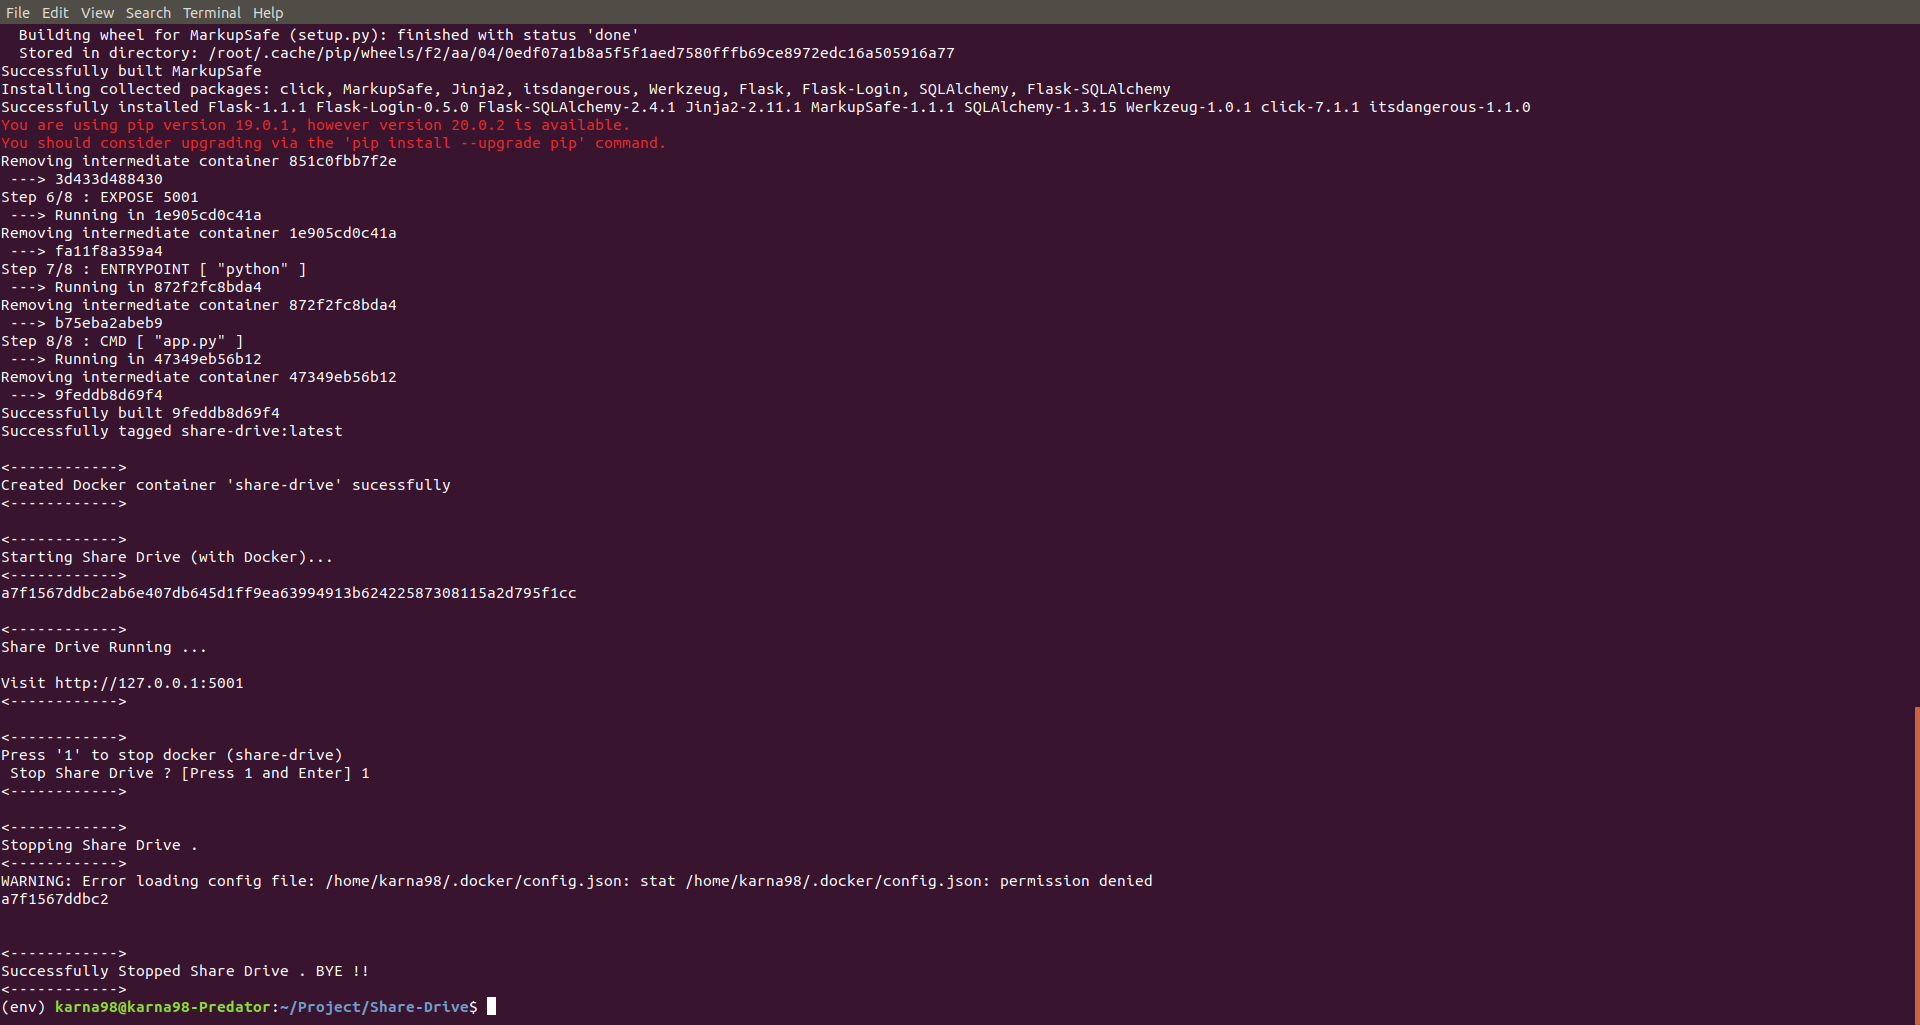 File Edit View Search Terminal Help
  Building wheel for MarkupSafe (setup.py): finished with status 'done'
  Stored in directory: /root/.cache/pip/wheels/f2/aa/04/0edf07a1b8a5f5f1aed7580fffb69ce8972edc16a505916a77
Successfully built MarkupSafe
Installing collected packages: click, MarkupSafe, Jinja2, itsdangerous, Werkzeug, Flask, Flask-Login, SQLAlchemy, Flask-SQLAlchemy
Successfully installed Flask-1.1.1 Flask-Login-0.5.0 Flask-SQLAlchemy-2.4.1 Jinja2-2.11.1 MarkupSafe-1.1.1 SQLAlchemy-1.3.15 Werkzeug-1.0.1 click-7.1.1 itsdangerous-1.1.0
You are using pip version 19.0.1, however version 20.0.2 is available.
You should consider upgrading via the 'pip install --upgrade pip' command.
Removing intermediate container 851c0fbb7f2e
 ---> 3d433d488430
Step 6/8 : EXPOSE 5001
 ---> Running in 1e905cd0c41a
Removing intermediate container 1e905cd0c41a
 ---> fa11f8a359a4
Step 7/8 : ENTRYPOINT [ "python" ]
 ---> Running in 872f2fc8bda4
Removing intermediate container 872f2fc8bda4
 ---> b75eba2abeb9
Step 8/8 : CMD [ "app.py" ]
 ---> Running in 47349eb56b12
Removing intermediate container 47349eb56b12
 ---> 9feddb8d69f4
Successfully built 9feddb8d69f4
Successfully tagged share-drive:latest
<------------>
Created Docker container 'share-drive' sucessfully
<------------>
<------------>
Starting Share Drive (with Docker)...
<------------>
a7f1567ddbc2ab6e407db645d1ff9ea63994913b62422587308115a2d795f1cc
<------------>
Share Drive Running ...
Visit http://127.0.0.1:5001
<------------>
<------------>
Press '1' to stop docker (share-drive)
 Stop Share Drive ? [Press 1 and Enter] 1
<------------>
<------------>
Stopping Share Drive .
<------------>
WARNING: Error loading config file: /home/karna98/.docker/config.json: stat /home/karna98/.docker/config.json: permission denied
a7f1567ddbc2
<------------>
Successfully Stopped Share Drive . BYE !!
<------------>
(env) karna98@karna98-Predator:~/Project/Share-Drive$